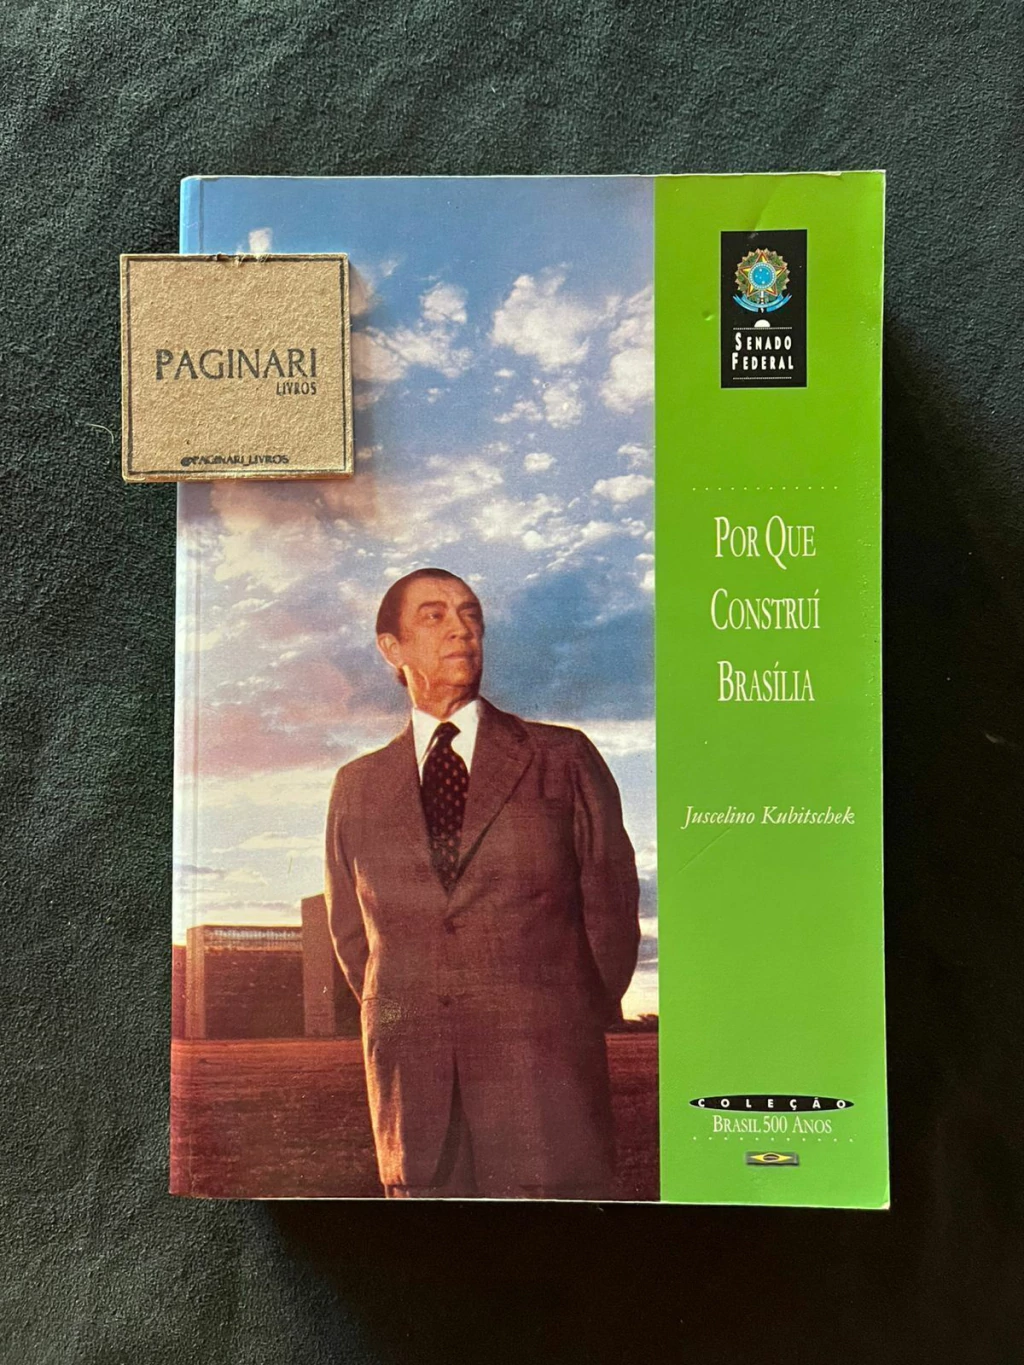 PAGINARI
LIVROS
@PAGINARI_LIVROS
SENADO
FEDERAL
POR QUE
CONSTRUÍ
BRASÍLIA
Juscelino Kubitschek
COLEÇÃO
BRASIL 500 ANOS